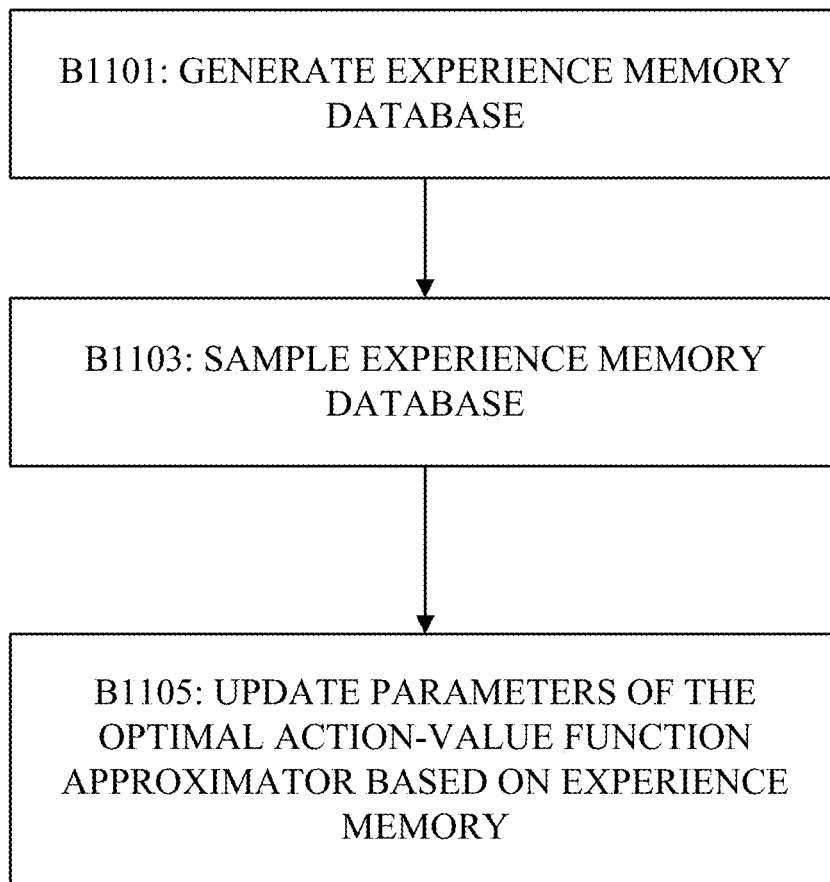 B1101: GENERATE EXPERIENCE MEMORY
DATABASE
B1103: SAMPLE EXPERIENCE MEMORY
DATABASE
B1105: UPDATE PARAMETERS OF THE
OPTIMAL ACTION-VALUE FUNCTION
APPROXIMATOR BASED ON EXPERIENCE
MEMORY